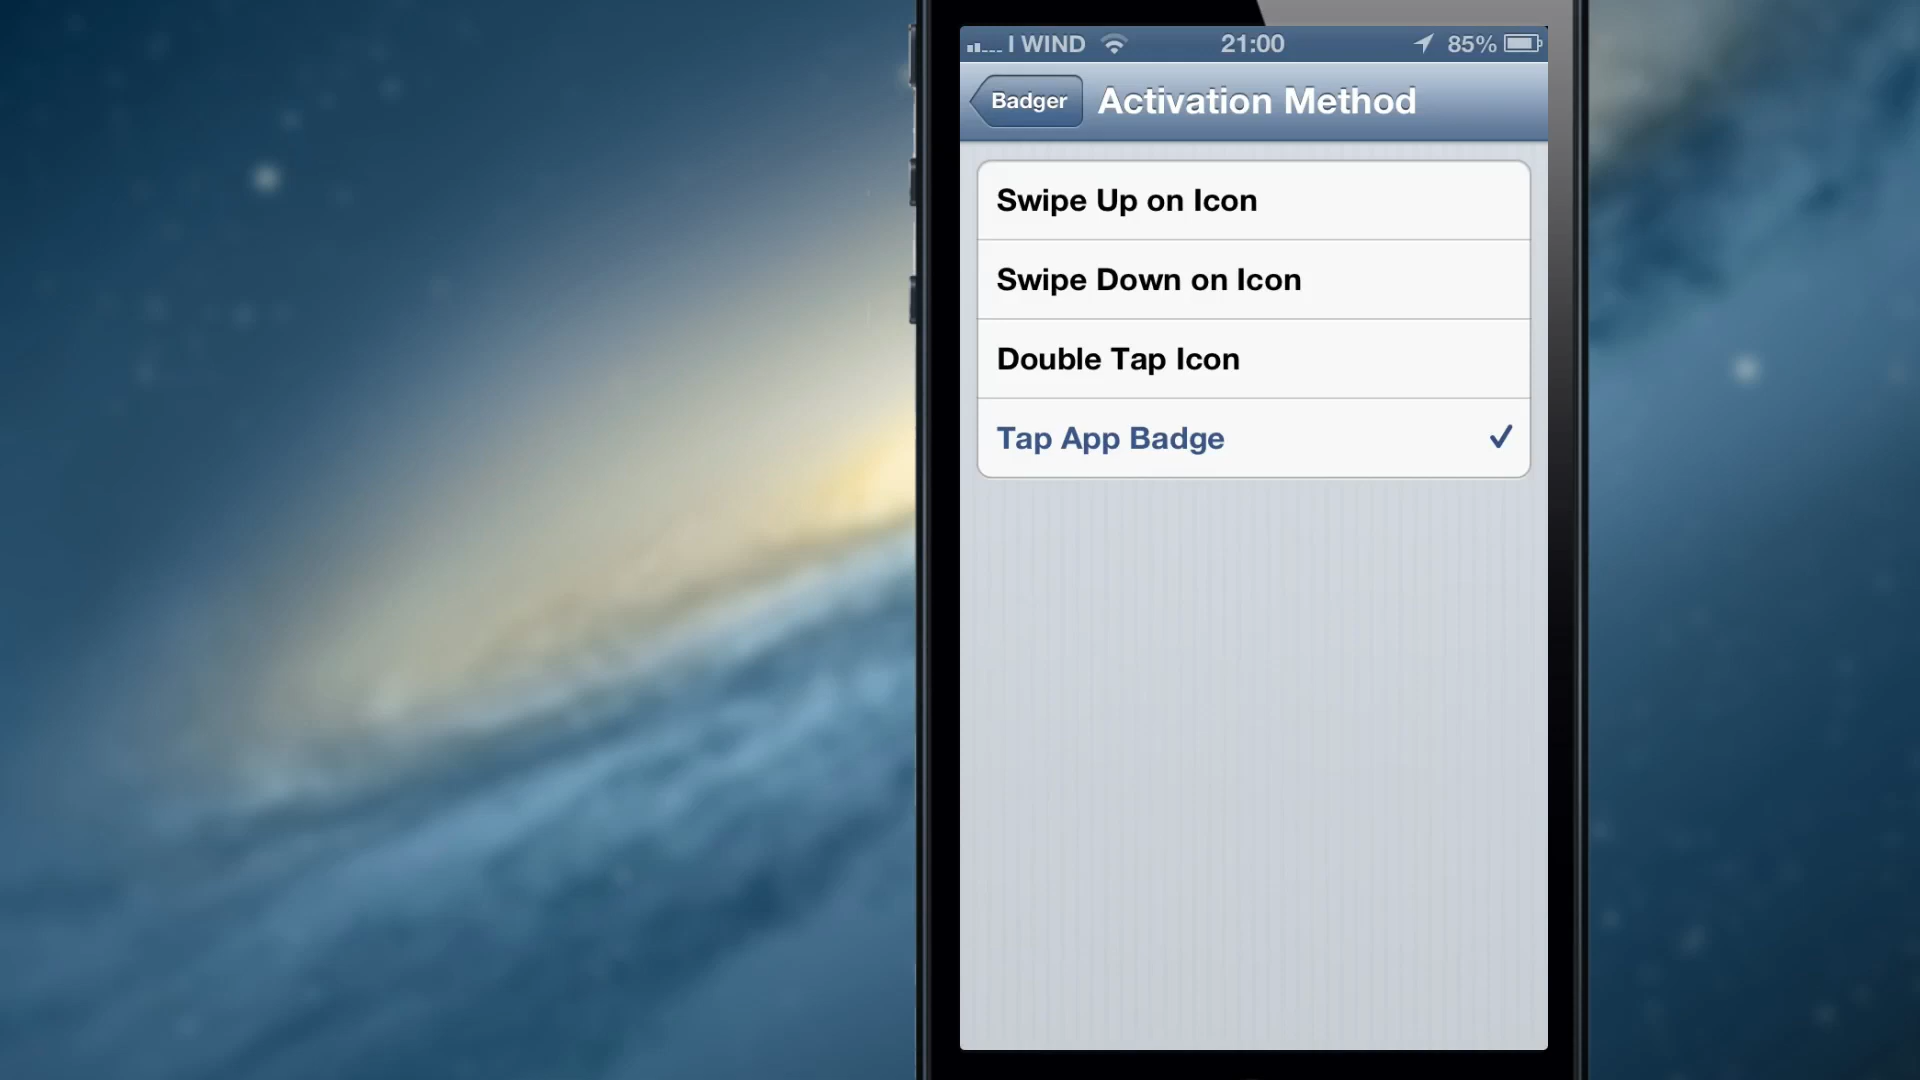 I WIND 21:00 85%
Badger Activation Method
Swipe Up on Icon
Swipe Down on Icon
Double Tap Icon
Tap App Badge